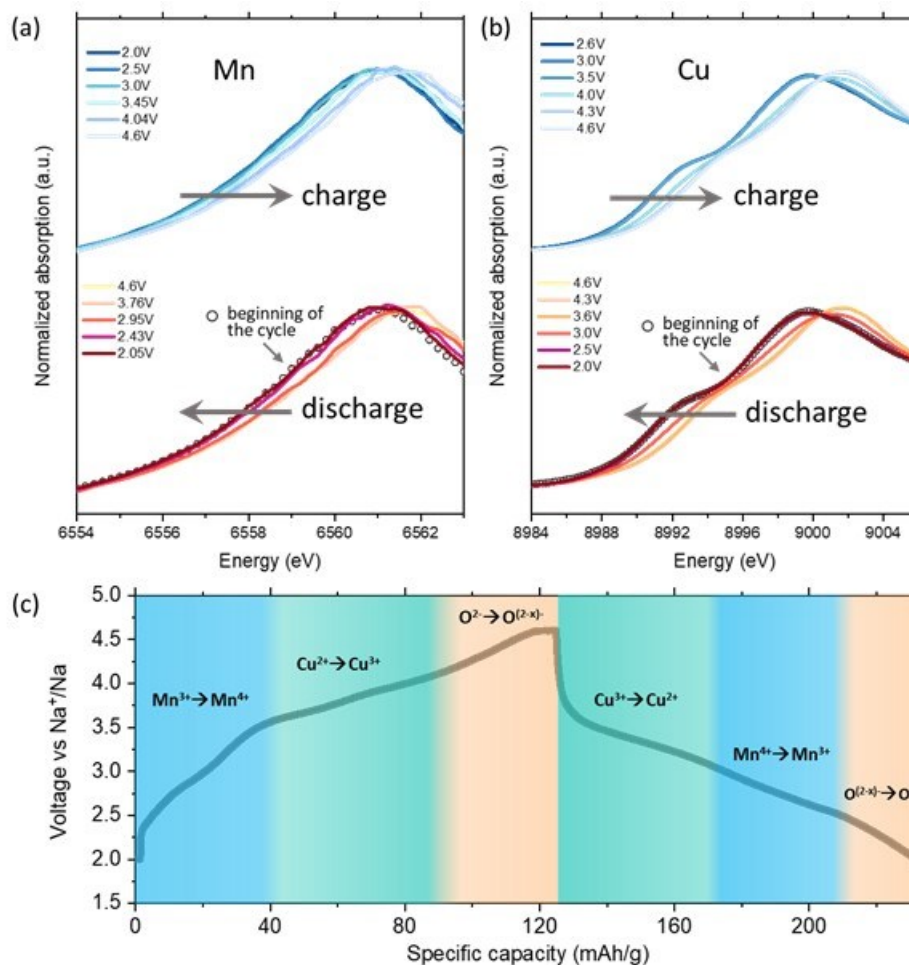 (a)
2.0V
2.5V
3.0V
3.45V
4.04V
4.6V
Mn
charge
4.6V
3.76V
2.95V
2.43V
2.05V
beginning of
the cycle
discharge
Normalized absorption (a.u.)
6554 6556 6558 6560 6562
Energy (eV)
(b)
2.6V
3.0V
3.5V
4.0V
4.3V
4.6V
Cu
charge
4.6V
4.3V
3.6V
3.0V
2.5V
2.0V
beginning of
the cycle
discharge
Normalized absorption (a.u.)
8984 8988 8992 8996 9000 9004
Energy (eV)
(c)
Voltage vs Na⁺/Na
5.0
4.5
4.0
3.5
3.0
2.5
2.0
1.5
O²⁻→O⁽²⁻ˣ⁾⁻
Cu²⁺→Cu³⁺
Mn³⁺→Mn⁴⁺
Cu³⁺→Cu²⁺
Mn⁴⁺→Mn³⁺
O⁽²⁻ˣ⁾⁻→O
0 40 80 120 160 200
Specific capacity (mAh/g)